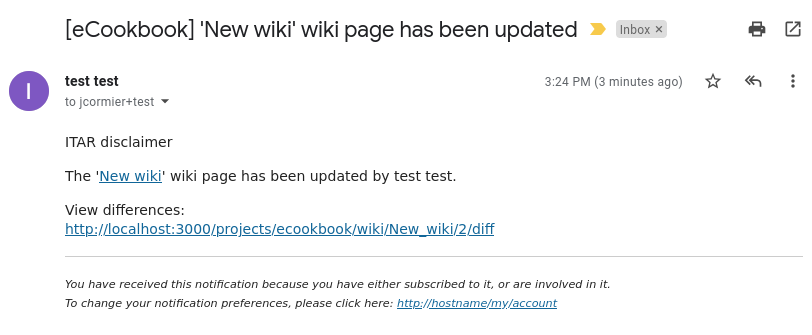 [eCookbook] 'New wiki' wiki page has been updated
Inbox ×
I
test test
3:24 PM (3 minutes ago)
to jcormier+test
ITAR disclaimer
The 'New wiki' wiki page has been updated by test test.
View differences:
http://localhost:3000/projects/ecookbook/wiki/New_wiki/2/diff
You have received this notification because you have either subscribed to it, or are involved in it.
To change your notification preferences, please click here: http://hostname/my/account